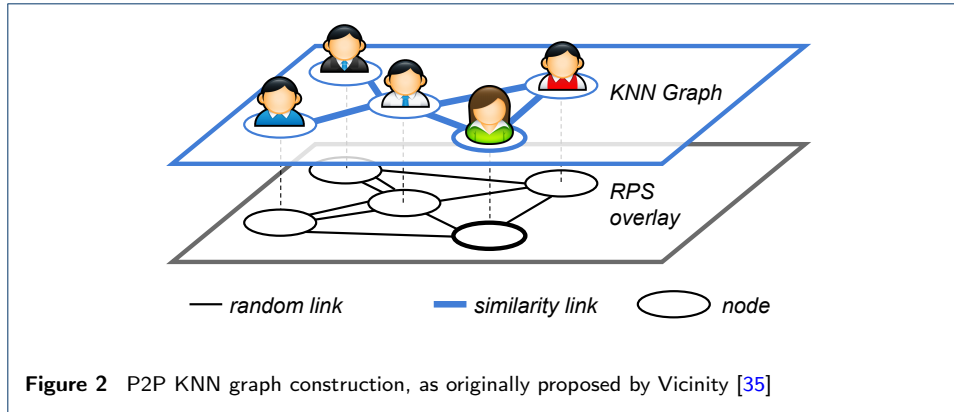 KNN Graph
RPS
overlay
random link
similarity link
node
Figure 2 P2P KNN graph construction, as originally proposed by Vicinity [35]